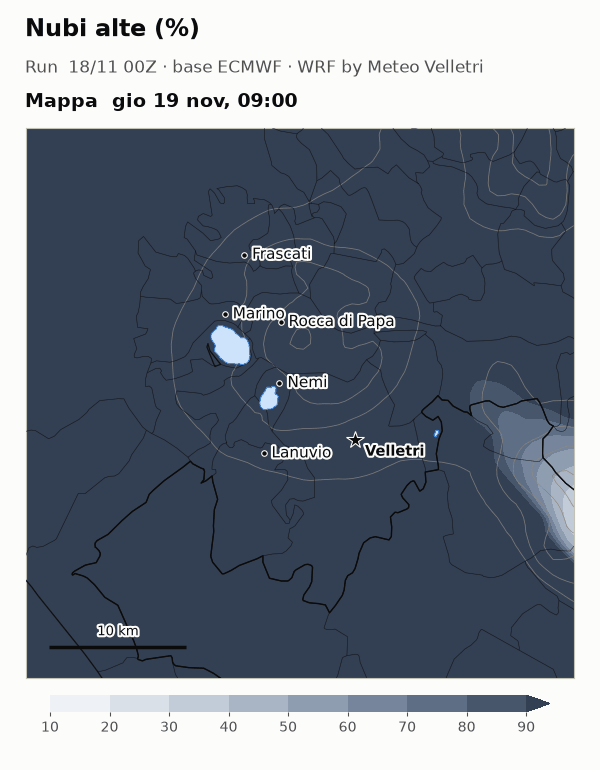 Nubi alte (%)
Run  18/11 00Z · base ECMWF · WRF by Meteo Velletri
Mappa  gio 19 nov, 09:00
Frascati
Marino
Rocca di Papa
Nemi
Velletri
Lanuvio
10 km
10 20 30 40 50 60 70 80 90